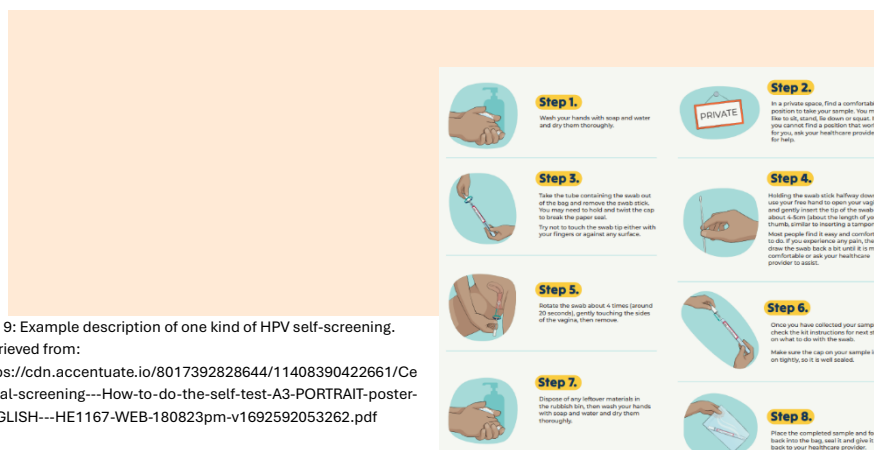 Step 1.
Wash your hands with soap and water
and dry them thoroughly.
Step 2.
In a private space, find a comfortable
position to take your sample. You
like to sit, stand, lie down or squat.
you cannot find a position that
for you, ask your healthcare
for help.
PRIVATE
Step 3.
Take the tube containing the swab out
of the bag and remove the swab stick.
You may need to hold and twist the cap
to break the paper seal.
Try not to touch the swab tip either with
your fingers or against any surface.
Step 4.
Holding the swab stick halfway
use your free hand to open your
and gently insert the tip of the swab
about 4-5cm (about the length of
thumb, similar to inserting a
Most people find it easy and
to do. If you experience any pain,
draw the swab back a bit until it is
comfortable or ask your healthcare
provider to assist.
Step 5.
Rotate the swab about 4 times (around
20 seconds), gently touching the sides
of the vagina, then remove.
Step 6.
Once you have collected your
check the kit instructions for next
on what to do with the swab.
Make sure the cap on your sample
on tightly, so it is well sealed.
Step 7.
Dispose of any leftover materials in
the rubbish bin, then wash your hands
with soap and water and dry them
thoroughly.
Step 8.
Place the completed sample and
back into the bag, seal it and give it
back to your healthcare provider.
9: Example description of one kind of HPV self-screening.
rieved from:
ps://cdn.accentuate.io/8017392828644/11408390422661/Ce
al-screening---How-to-do-the-self-test-A3-PORTRAIT-poster-
GLISH---HE1167-WEB-180823pm-v1692592053262.pdf